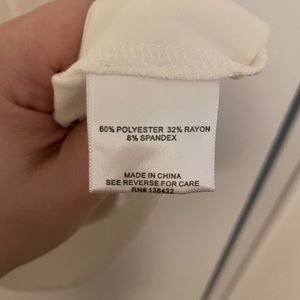 60% POLYESTER 32% RAYON
8% SPANDEX
MADE IN CHINA
SEE REVERSE FOR CARE
RN# 138432